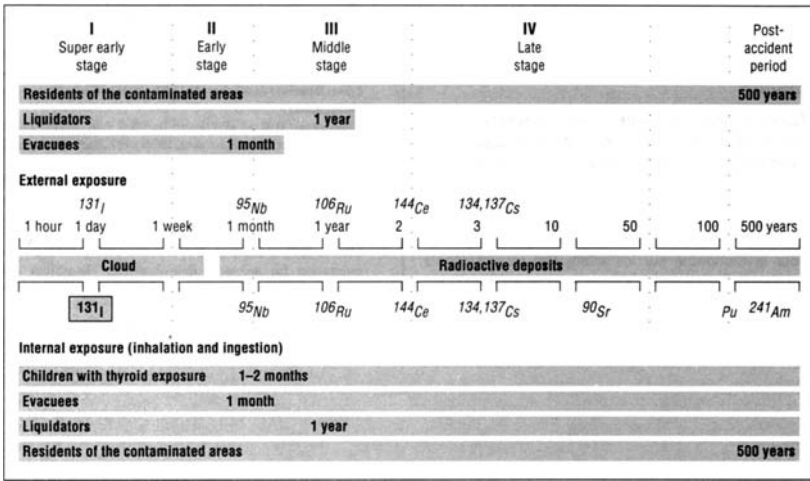 I II III IV Post-
Super early Early Middle Late accident
stage stage stage stage period
Residents of the contaminated areas 500 years
Liquidators 1 year
Evacuees 1 month
External exposure
131I 95Nb 106Ru 144Ce 134,137Cs
1 hour 1 day 1 week 1 month 1 year 2 3 10 50 100 500 years
Cloud Radioactive deposits
131I 95Nb 106Ru 144Ce 134,137Cs 90Sr Pu 241Am
Internal exposure (inhalation and ingestion)
Children with thyroid exposure 1–2 months
Evacuees 1 month
Liquidators 1 year
Residents of the contaminated areas 500 years